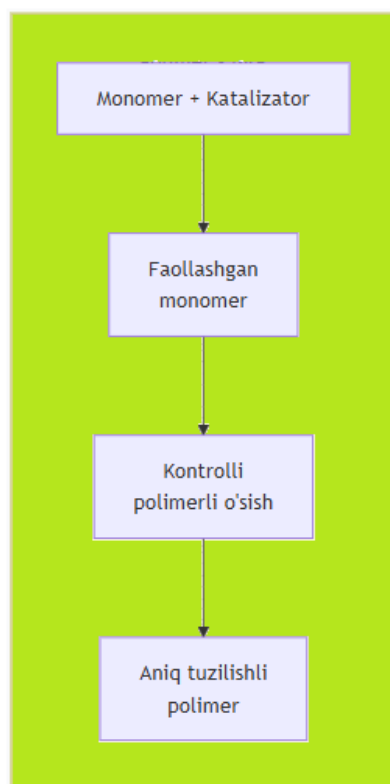 Monomer + Katalizator
Faollashgan
monomer
Kontrolli
polimerli o'sish
Aniq tuzilishli
polimer